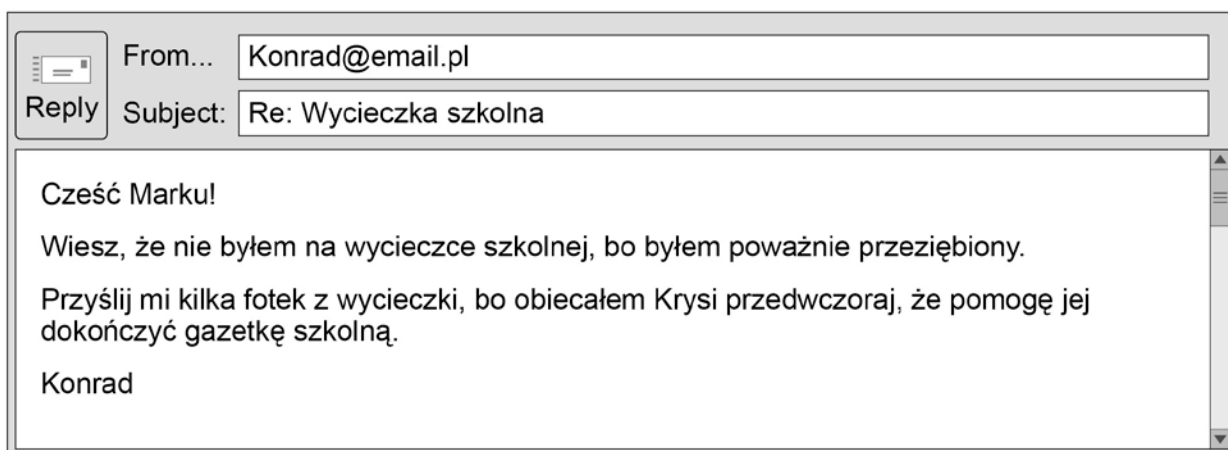 From... Konrad@email.pl
Reply
Subject: Re: Wycieczka szkolna
Cześć Marku!
Wiesz, że nie byłem na wycieczce szkolnej, bo byłem poważnie przeziębiony.
Przyślij mi kilka fotek z wycieczki, bo obiecałem Krysi przedwczoraj, że pomogę jej
dokończyć gazetkę szkolną.
Konrad